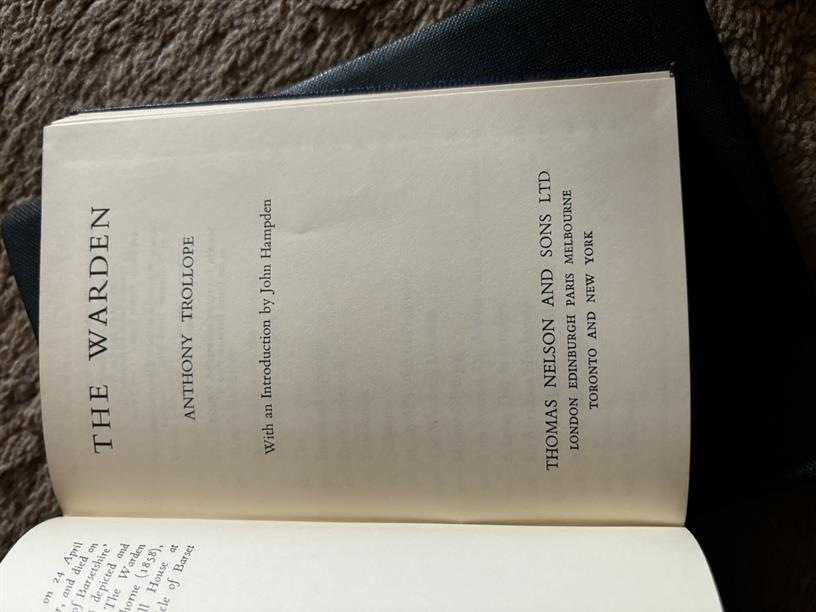 on 24 April
r, and died on
of Barsetshire'
s depicted and
The Warden
horne (1858),
ll House at
icle of Barset
THE WARDEN
ANTHONY TROLLOPE
With an Introduction by John Hampden
THOMAS NELSON AND SONS LTD
LONDON EDINBURGH PARIS MELBOURNE
TORONTO AND NEW YORK